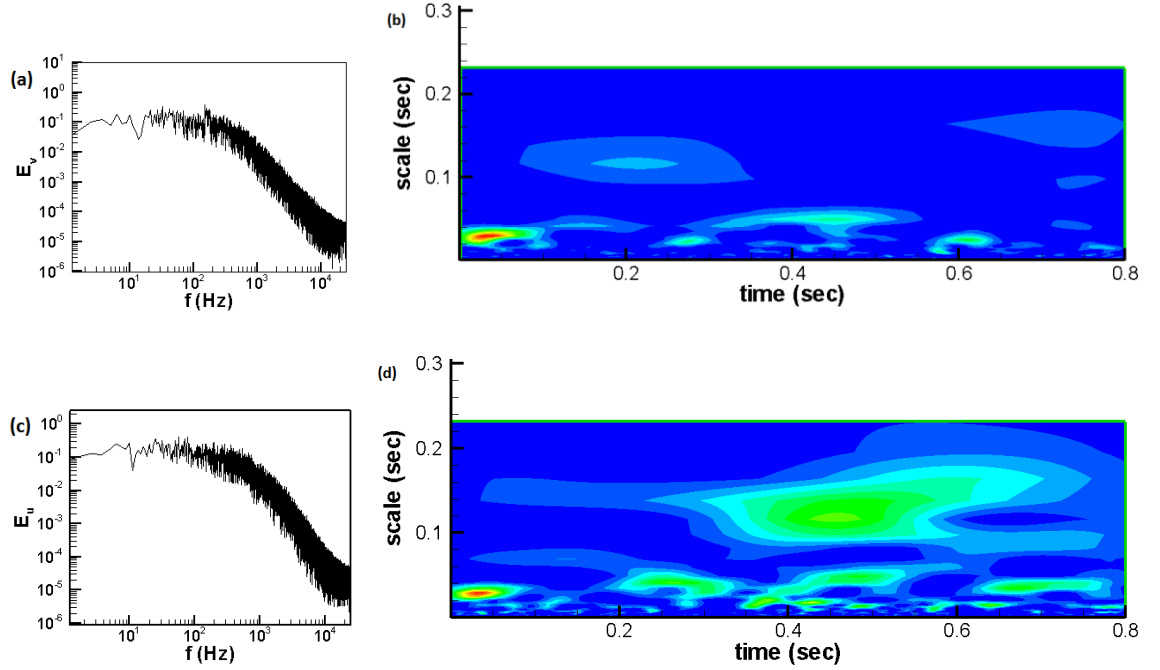 (a)
10^1
10^0
10^-1
10^-2
10^-3
10^-4
10^-5
10^-6
E_v
10^1 10^2 10^3 10^4
f (Hz)
(b)
0.3
0.2
0.1
scale (sec)
0.2 0.4 0.6 0.8
time (sec)
(c)
10^0
10^-1
10^-2
10^-3
10^-4
10^-5
10^-6
E_u
10^1 10^2 10^3 10^4
f (Hz)
(d)
0.3
0.2
0.1
scale (sec)
0.2 0.4 0.6 0.8
time (sec)